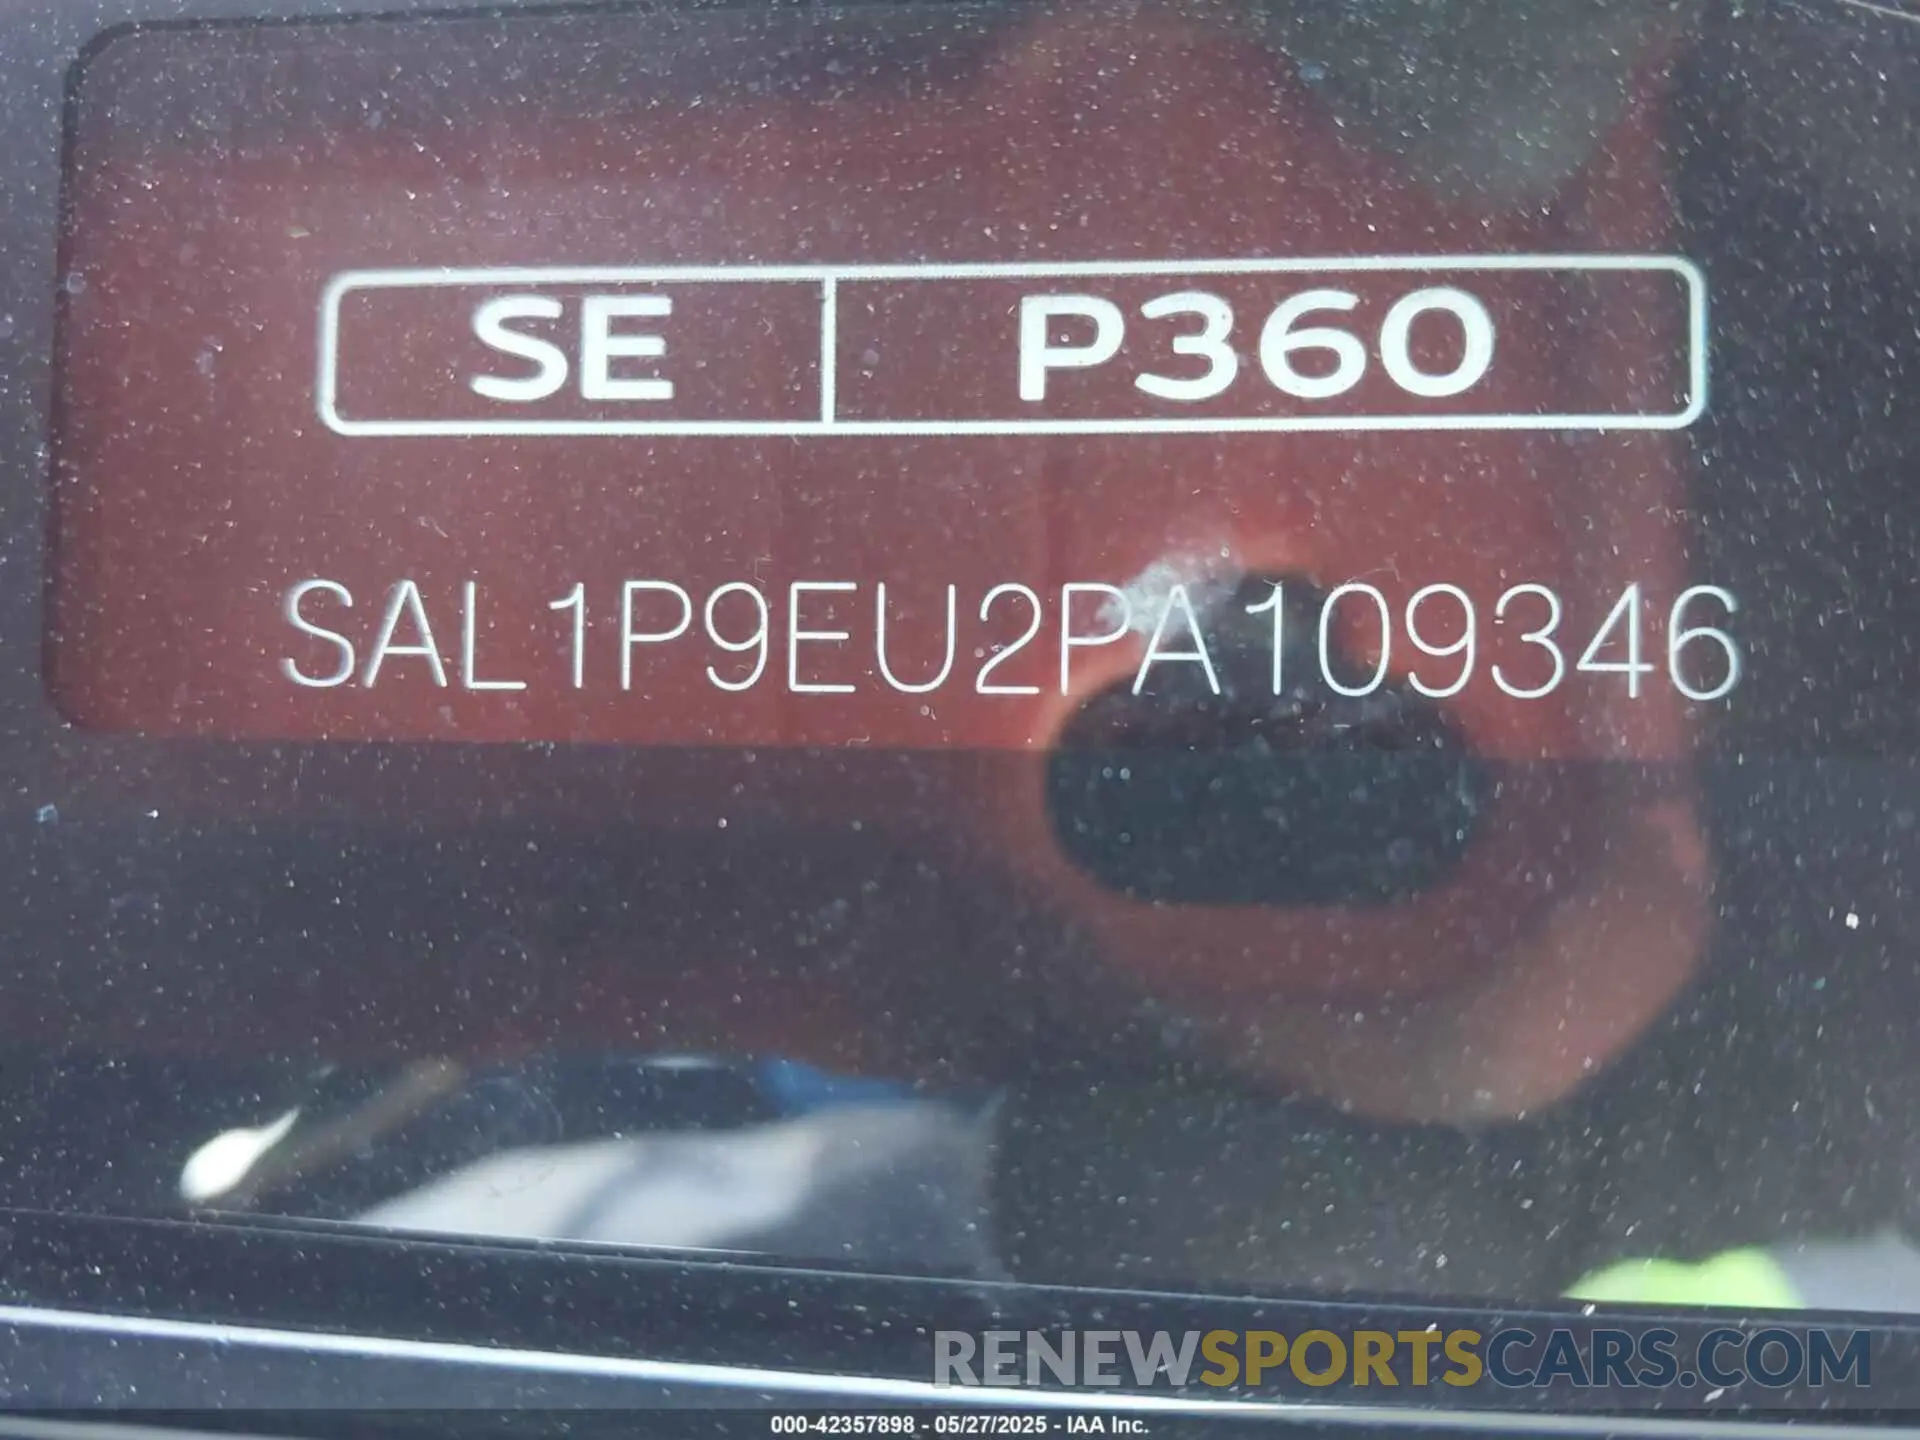 SE P360
SAL1P9EU2PA109346
RENEWSPORTSCARS.COM
000-42357898 - 05/27/2025 - IAA Inc.